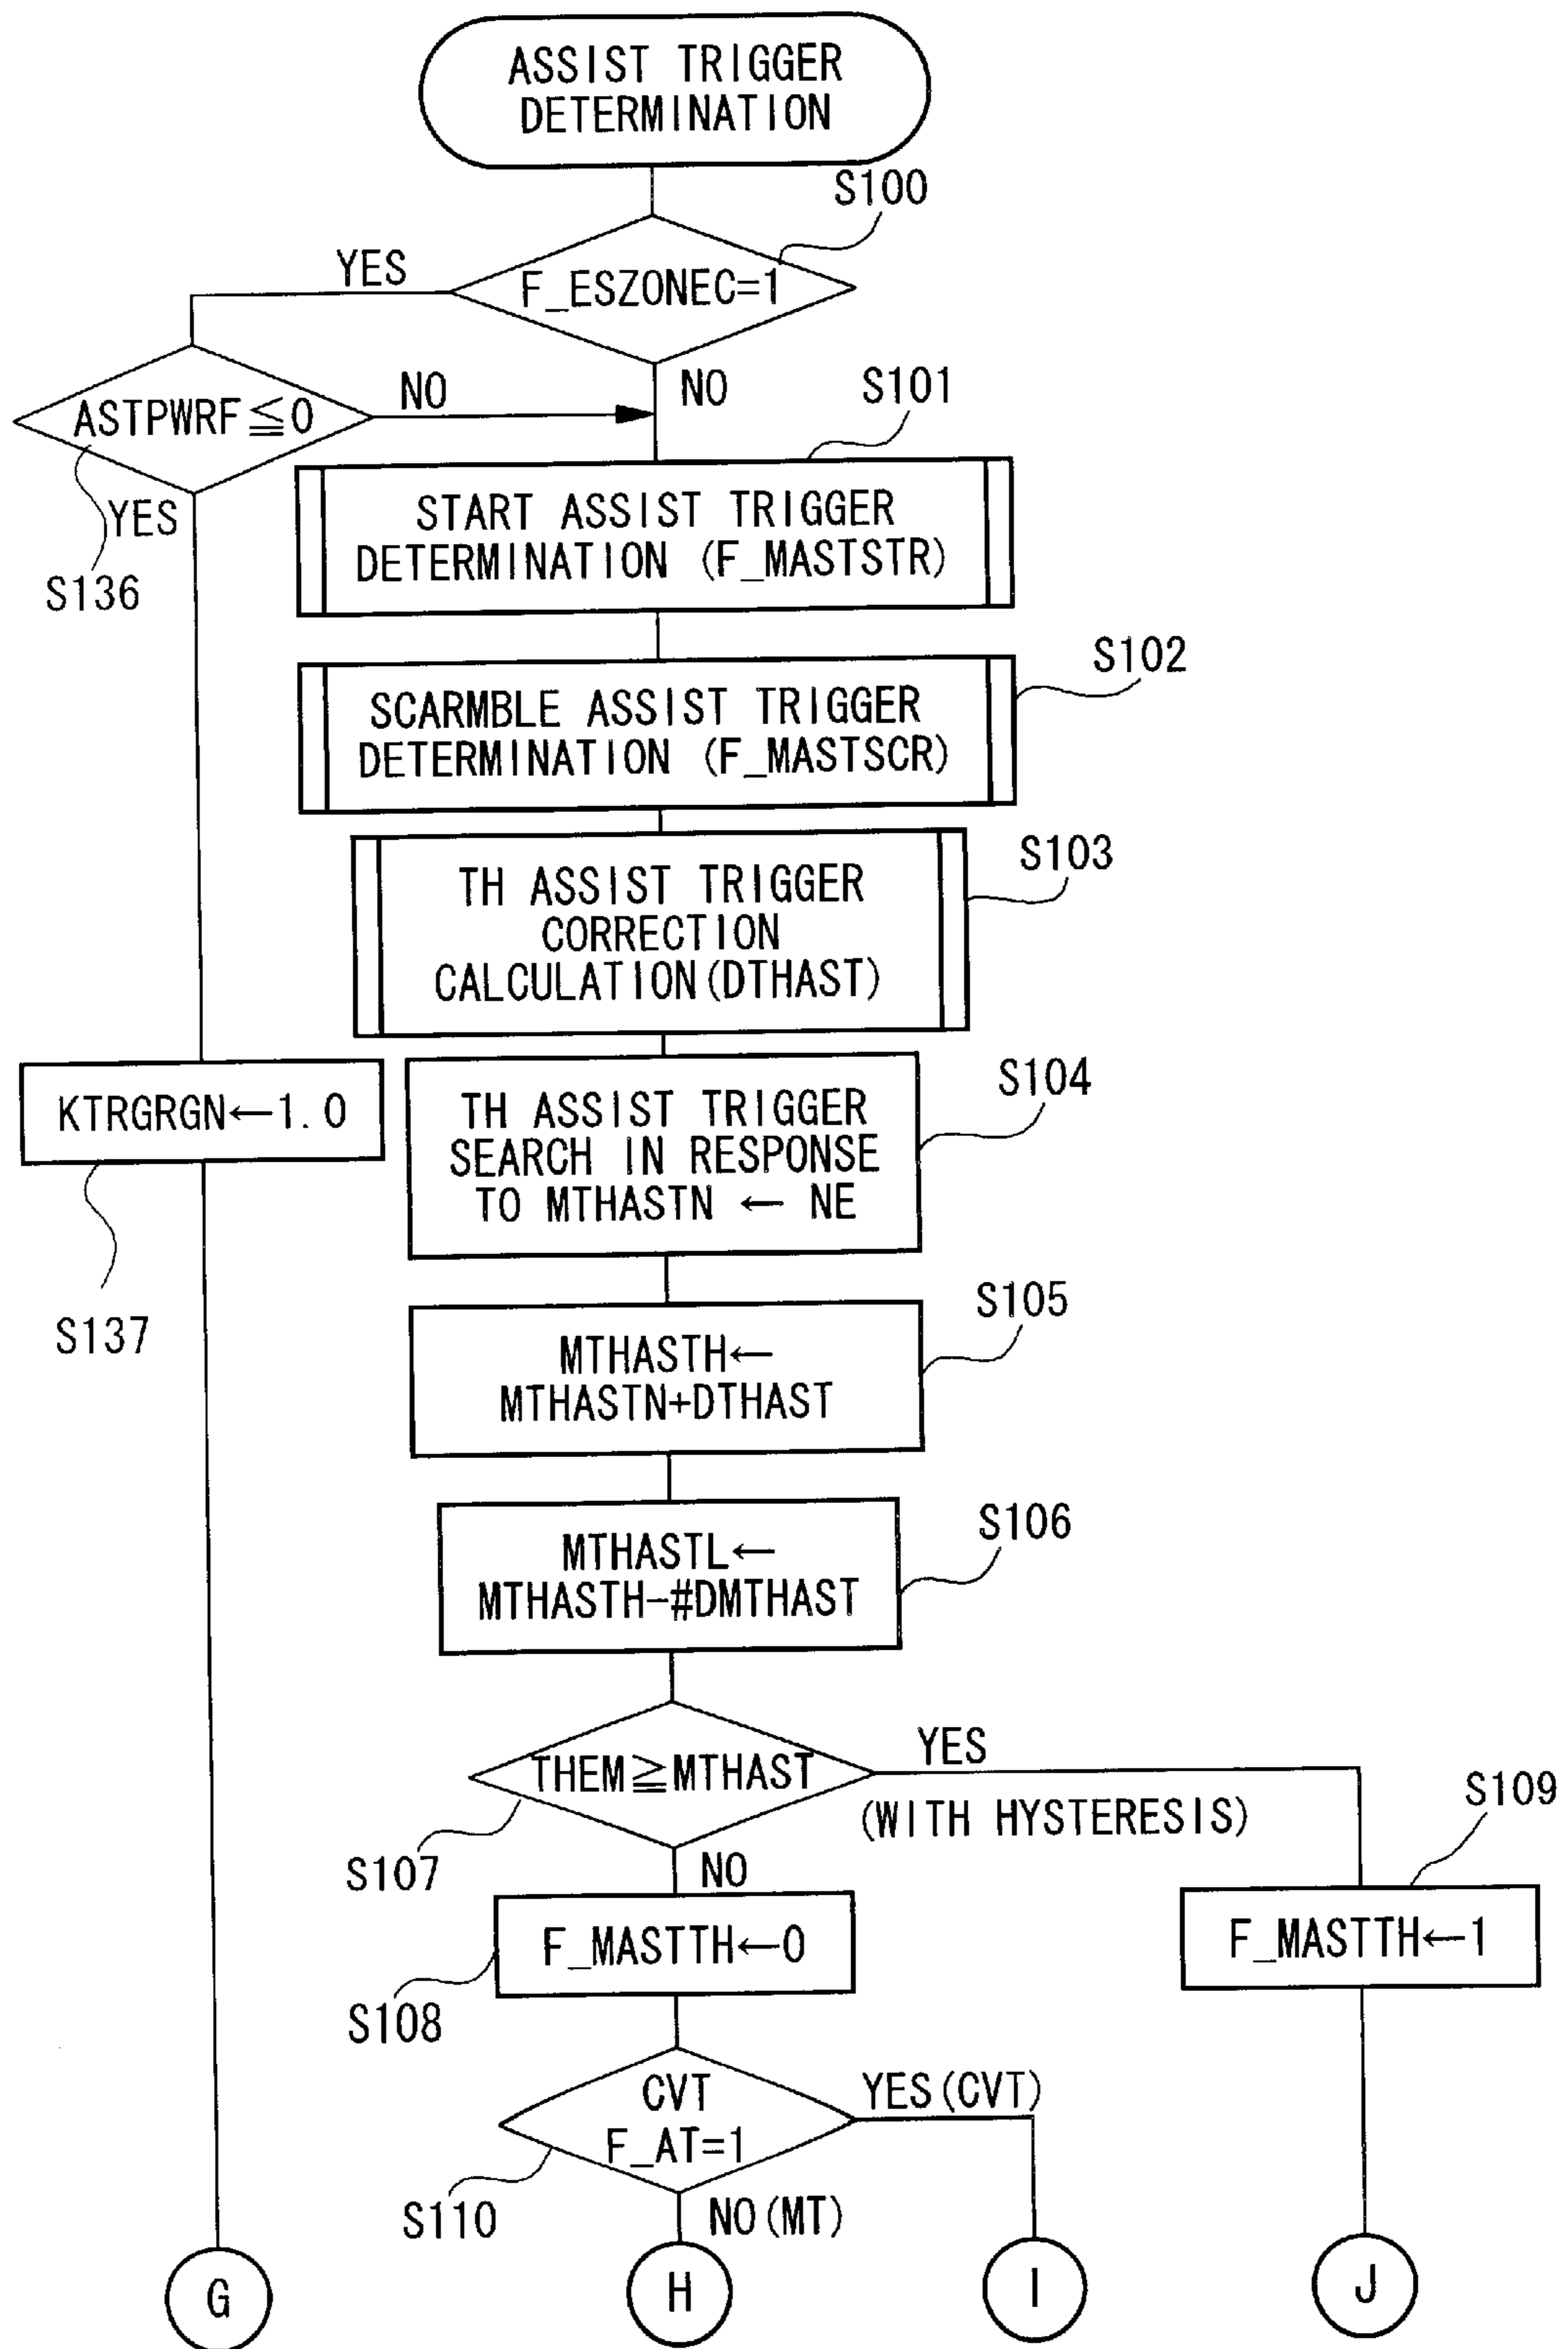 ASSIST TRIGGER
DETERMINATION
S100
YES
F_ESZONEC=1
NO
S101
ASTPWRF≦0
NO
YES
S136
START ASSIST TRIGGER
DETERMINATION (F_MASTSTR)
S102
SCARMBLE ASSIST TRIGGER
DETERMINATION (F_MASTSCR)
S103
TH ASSIST TRIGGER
CORRECTION
CALCULATION(DTHAST)
KTRGRGN←1.0
S137
S104
TH ASSIST TRIGGER
SEARCH IN RESPONSE
TO MTHASTN ← NE
S105
MTHASTH←
MTHASTN+DTHAST
S106
MTHASTL←
MTHASTH-#DMTHAST
THEM≧MTHAST
YES
(WITH HYSTERESIS)
S107
NO
S109
F_MASTTH←0
F_MASTTH←1
S108
CVT
F_AT=1
YES(CVT)
S110
NO(MT)
G
H
I
J